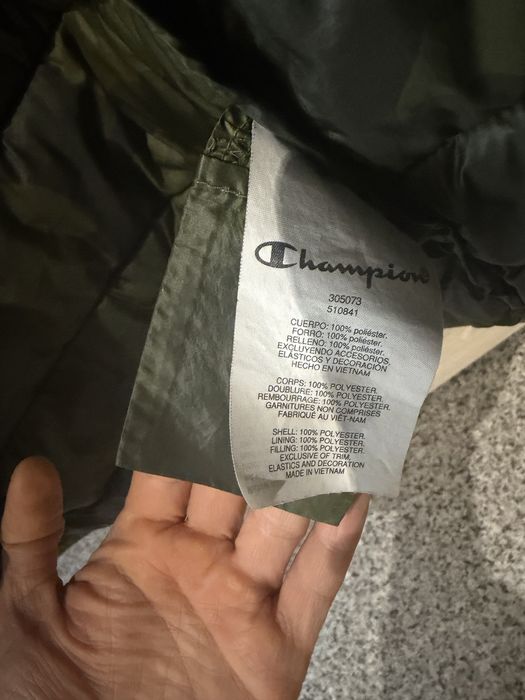 Champion
305073
510841
CUERPO: 100% poliéster.
FORRO: 100% poliéster.
RELLENO: 100% poliéster.
EXCLUYENDO ACCESORIOS,
ELÁSTICOS Y DECORACIÓN
HECHO EN VIETNAM
CORPS: 100% POLYESTER.
DOUBLURE: 100% POLYESTER.
REMBOURRAGE: 100% POLYESTER.
GARNITURES NON COMPRISES
FABRIQUÉ AU VIÊT-NAM
SHELL: 100% POLYESTER.
LINING: 100% POLYESTER.
FILLING: 100% POLYESTER.
EXCLUSIVE OF TRIM,
ELASTICS AND DECORATION
MADE IN VIETNAM